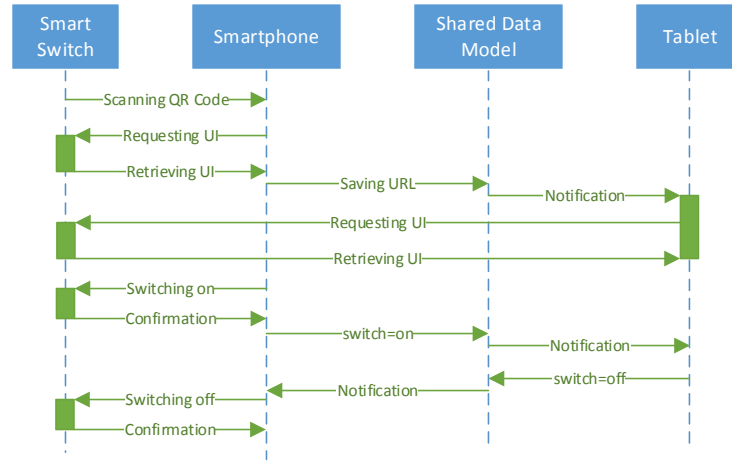 Smart
Switch
Smartphone
Shared Data
Model
Tablet
Scanning QR Code
Requesting UI
Retrieving UI
Saving URL
Notification
Requesting UI
Retrieving UI
Switching on
Confirmation
switch=on
Notification
switch=off
Notification
Switching off
Confirmation